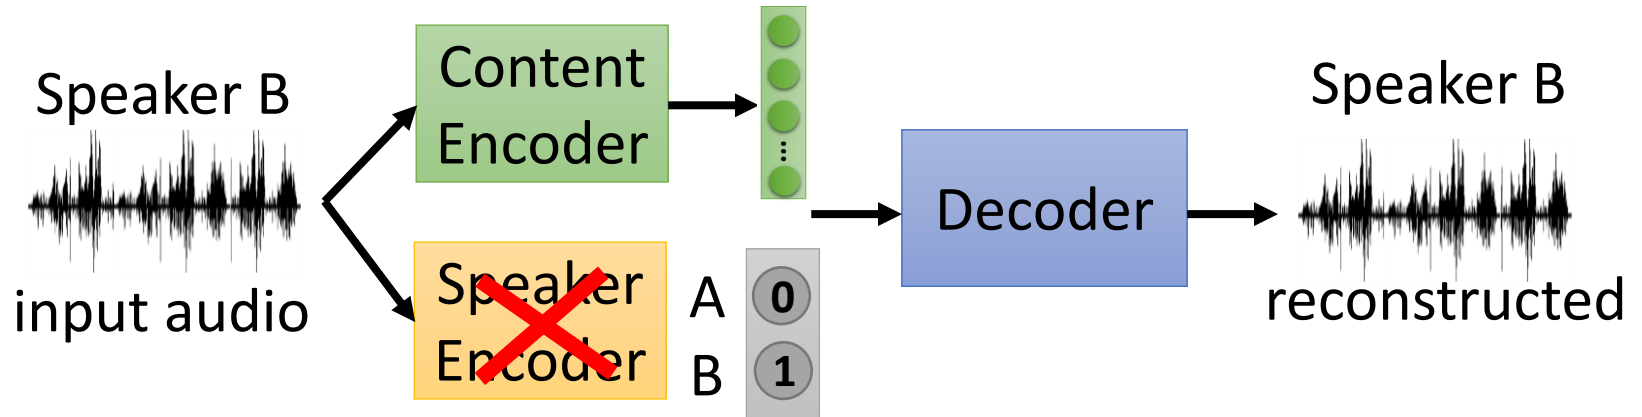 Speaker B
input audio
Content
Encoder
Speaker
Encoder
...
A 0
B 1
Decoder
Speaker B
reconstructed